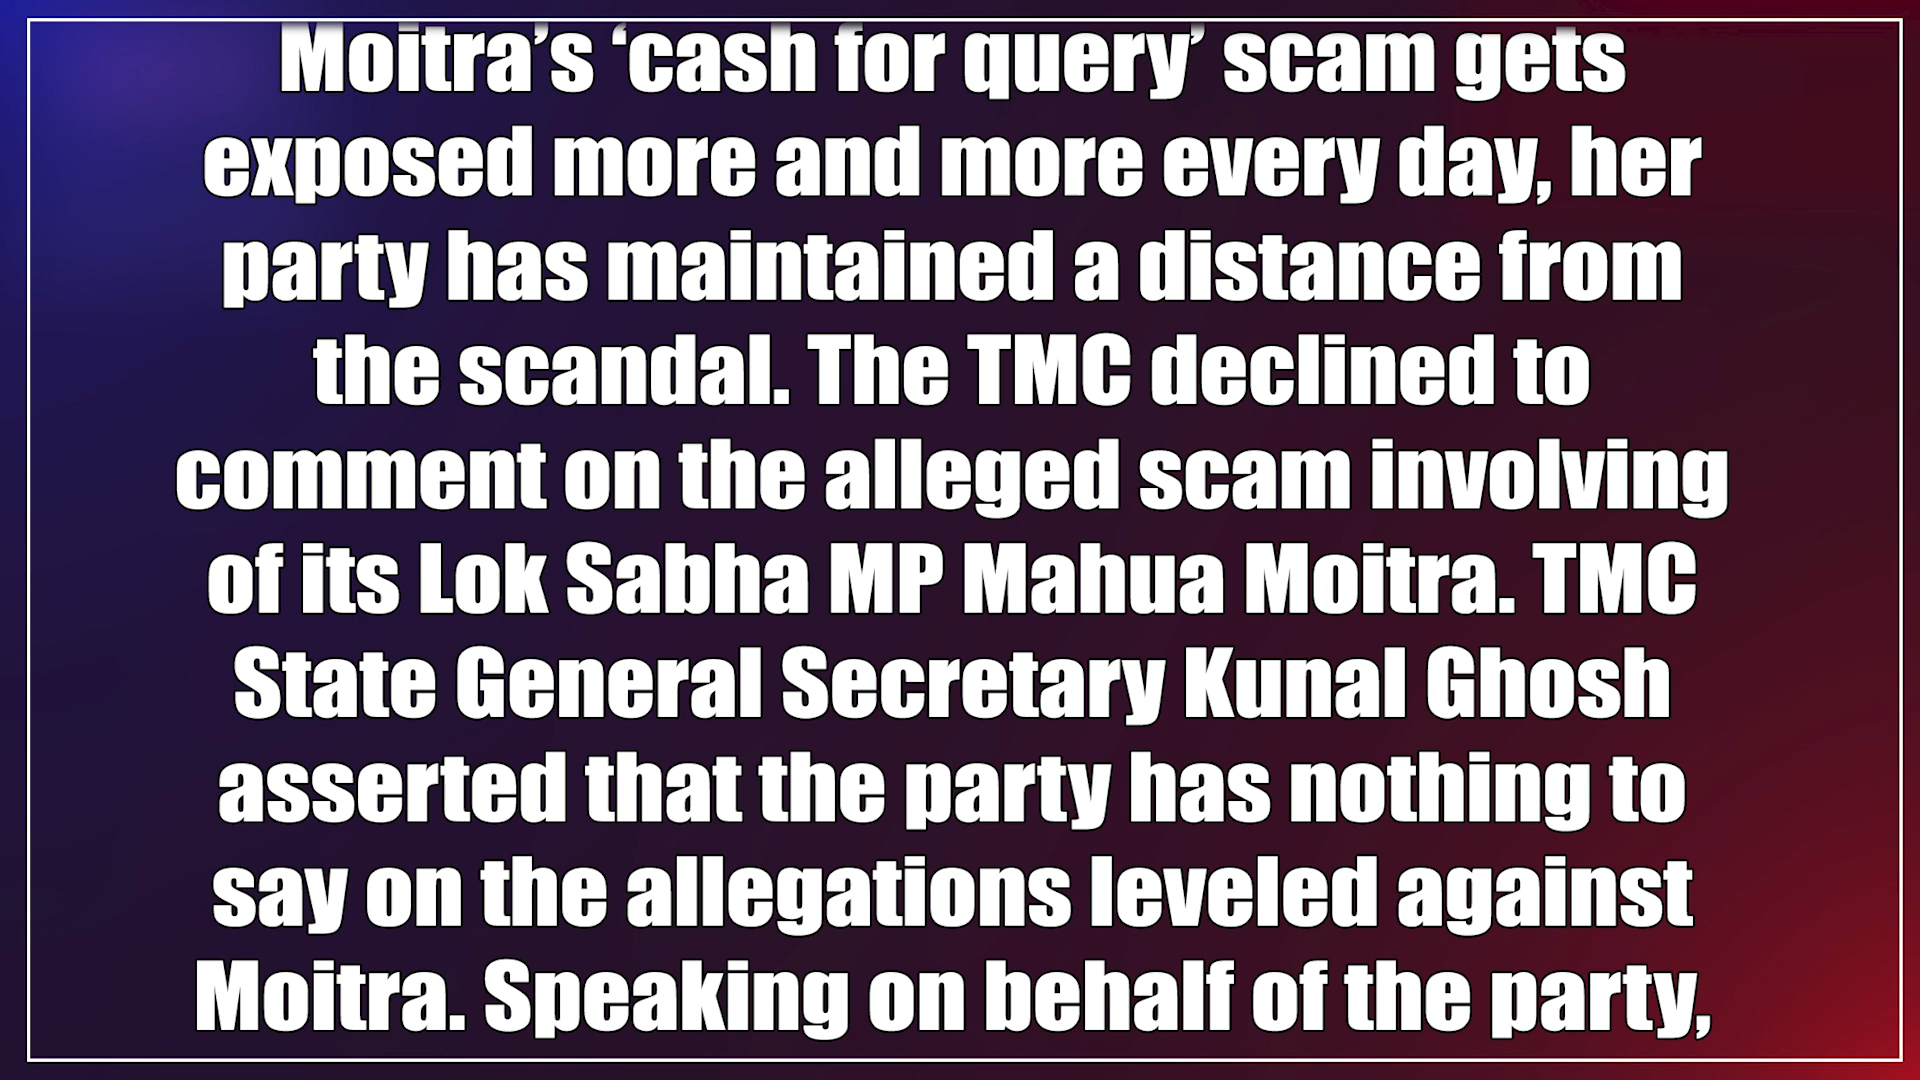 Moitra’s ‘cash for query’ scam gets
exposed more and more every day, her
party has maintained a distance from
the scandal. The TMC declined to
comment on the alleged scam involving
of its Lok Sabha MP Mahua Moitra. TMC
State General Secretary Kunal Ghosh
asserted that the party has nothing to
say on the allegations leveled against
Moitra. Speaking on behalf of the party,